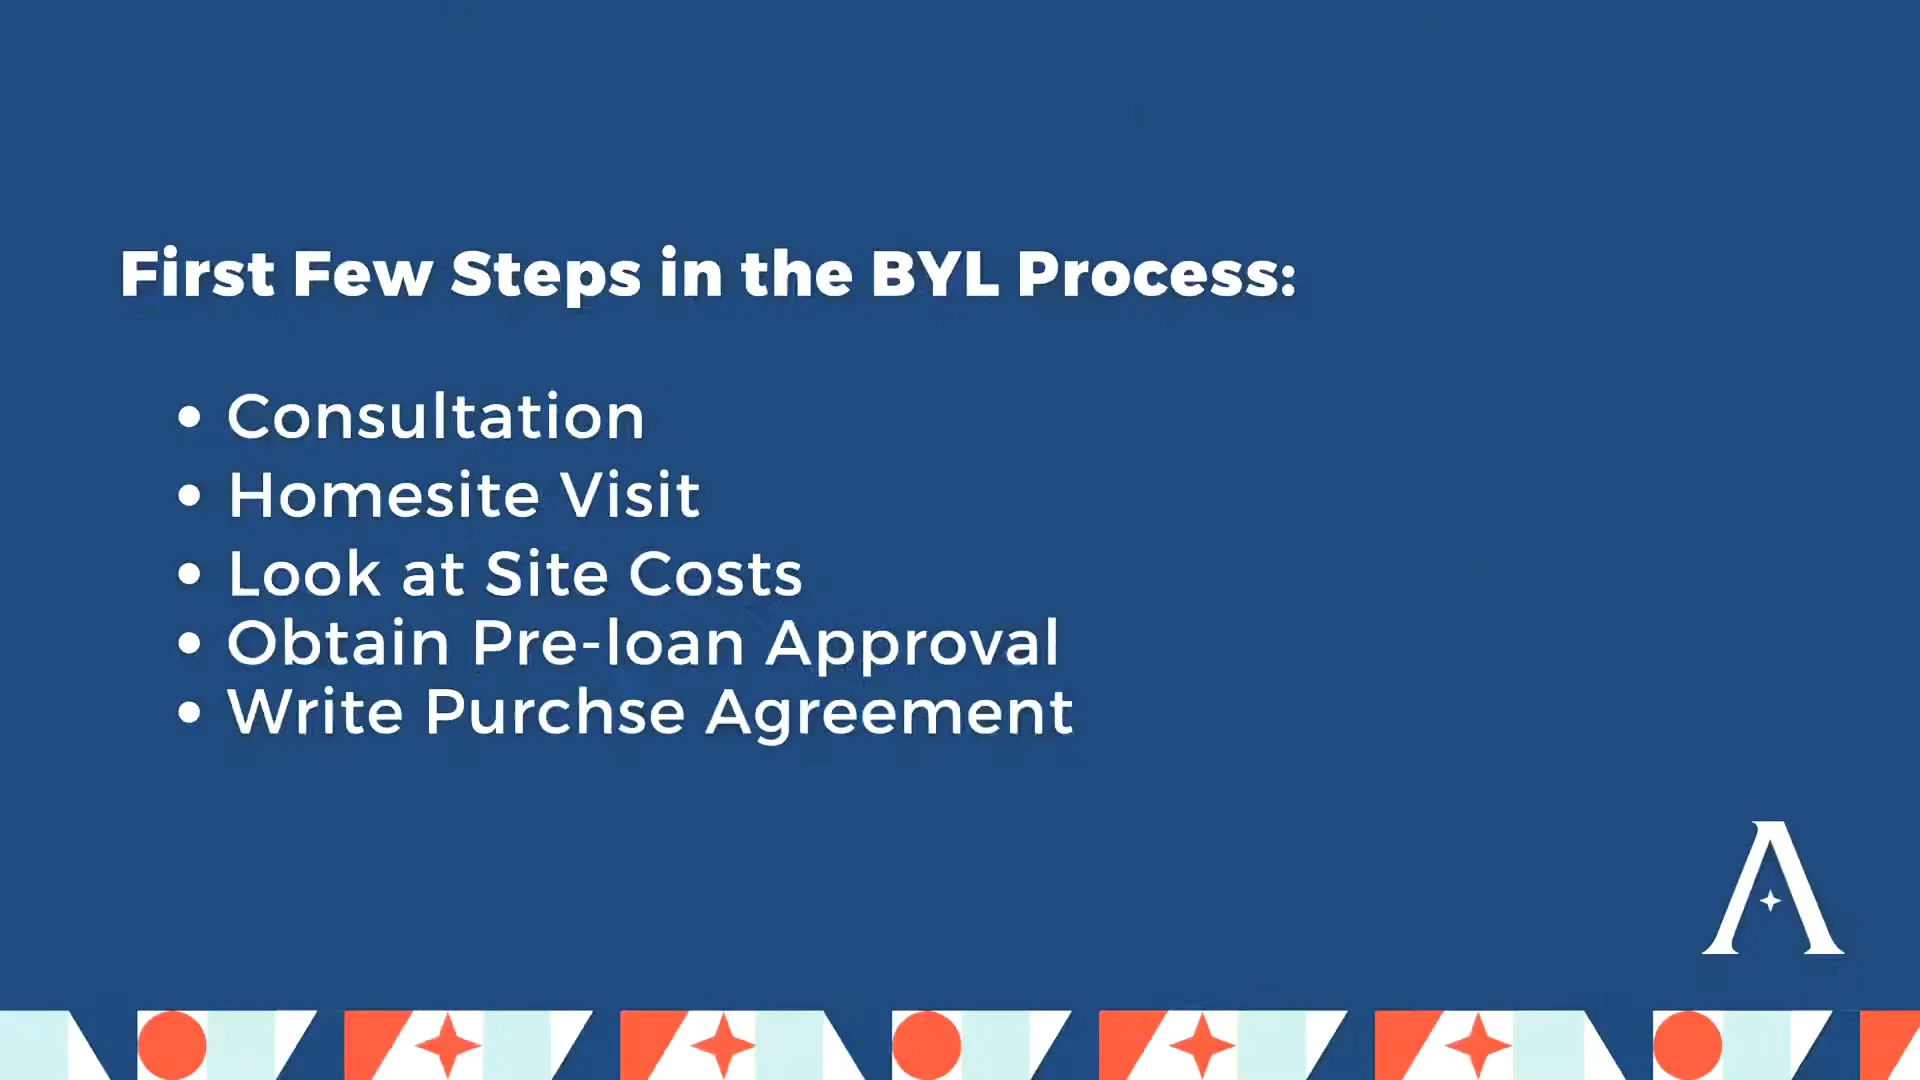 First Few Steps in the BYL Process:
• Consultation
• Homesite Visit
• Look at Site Costs
• Obtain Pre-loan Approval
• Write Purchse Agreement